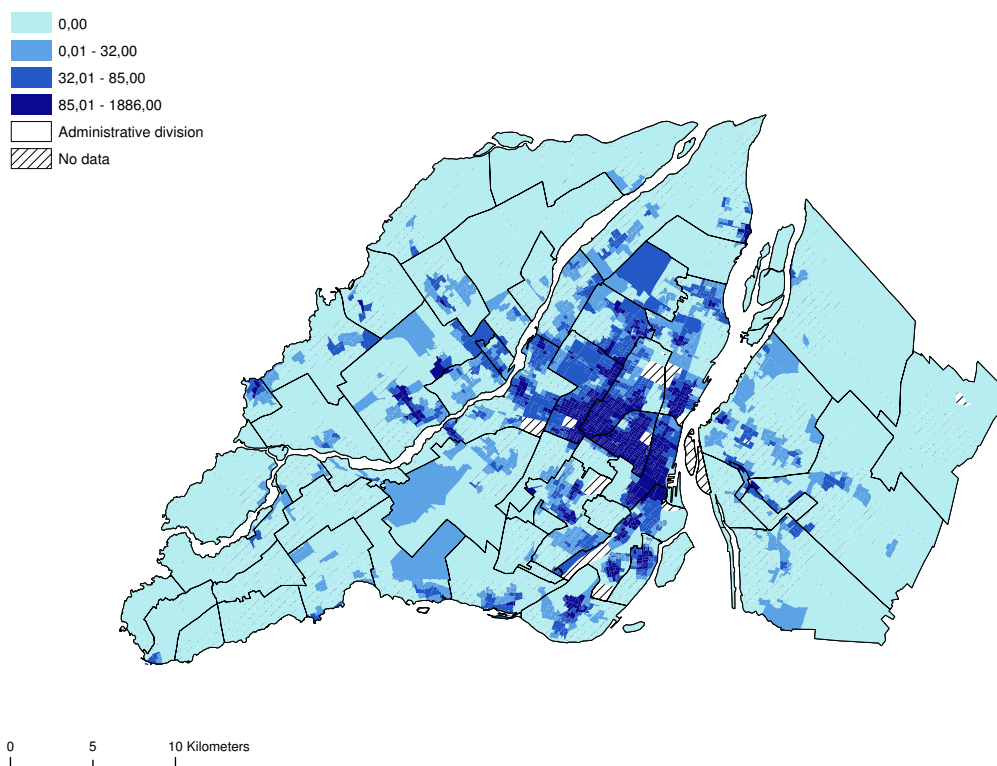 0,00
0,01 - 32,00
32,01 - 85,00
85,01 - 1886,00
Administrative division
No data
0 5 10 Kilometers